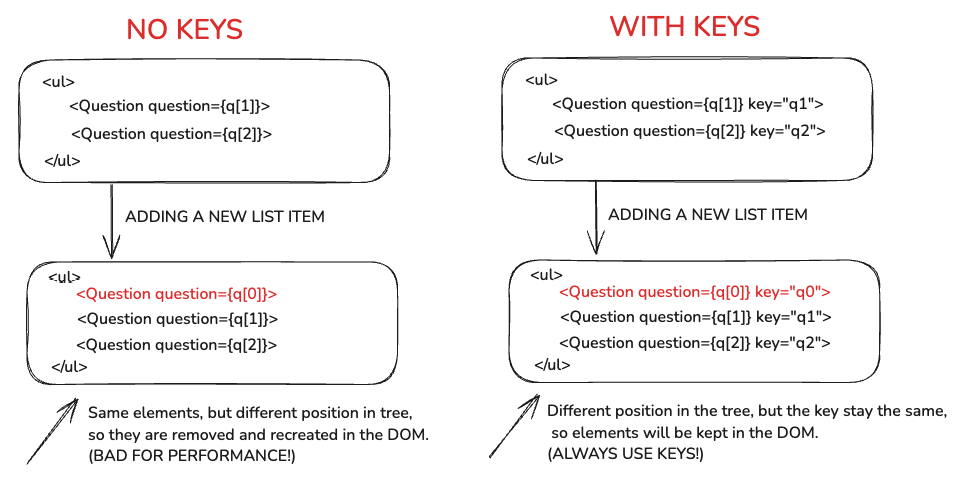 NO KEYS
<ul>
<Question question={q[1]}>
<Question question={q[2]}>
</ul>
ADDING A NEW LIST ITEM
<ul>
<Question question={q[0]}>
<Question question={q[1]}>
<Question question={q[2]}>
</ul>
Same elements, but different position in tree,
so they are removed and recreated in the DOM.
(BAD FOR PERFORMANCE!)
WITH KEYS
<ul>
<Question question={q[1]} key="q1">
<Question question={q[2]} key="q2">
</ul>
ADDING A NEW LIST ITEM
<ul>
<Question question={q[0]} key="q0">
<Question question={q[1]} key="q1">
<Question question={q[2]} key="q2">
</ul>
Different position in the tree, but the key stay the same,
so elements will be kept in the DOM.
(ALWAYS USE KEYS!)